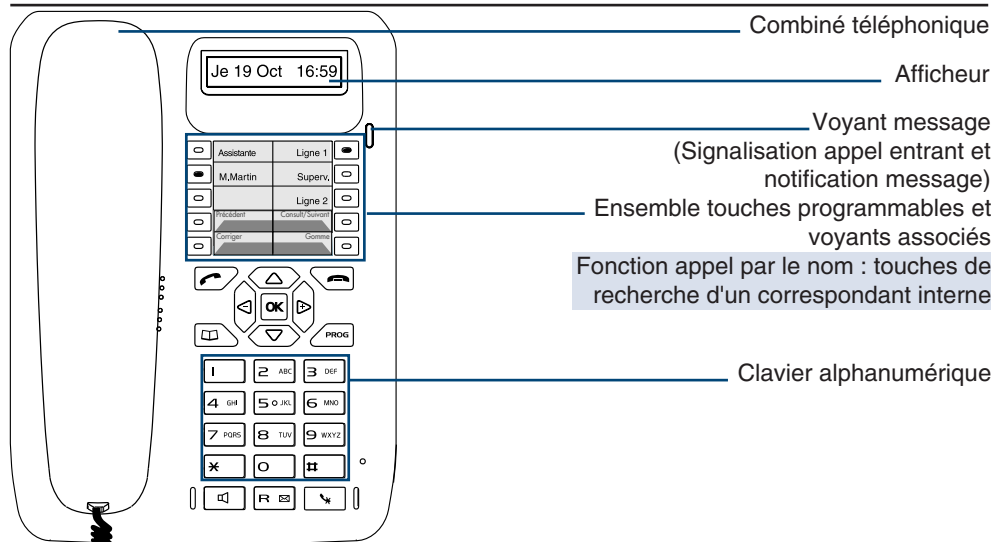 Combiné téléphonique
Je 19 Oct 16:59
Afficheur
Voyant message
(Signalisation appel entrant et
notification message)
Assistante Ligne 1
M.Martin Superv.
Ligne 2
Précédent Consult/Suivant
Corriger Gomme
Ensemble touches programmables et
voyants associés
Fonction appel par le nom : touches de
recherche d'un correspondant interne
- OK +
PROG
Clavier alphanumérique
1 2 ABC 3 DEF
4 GHI 5 JKL 6 MNO
7 PQRS 8 TUV 9 WXYZ
* 0 #
R